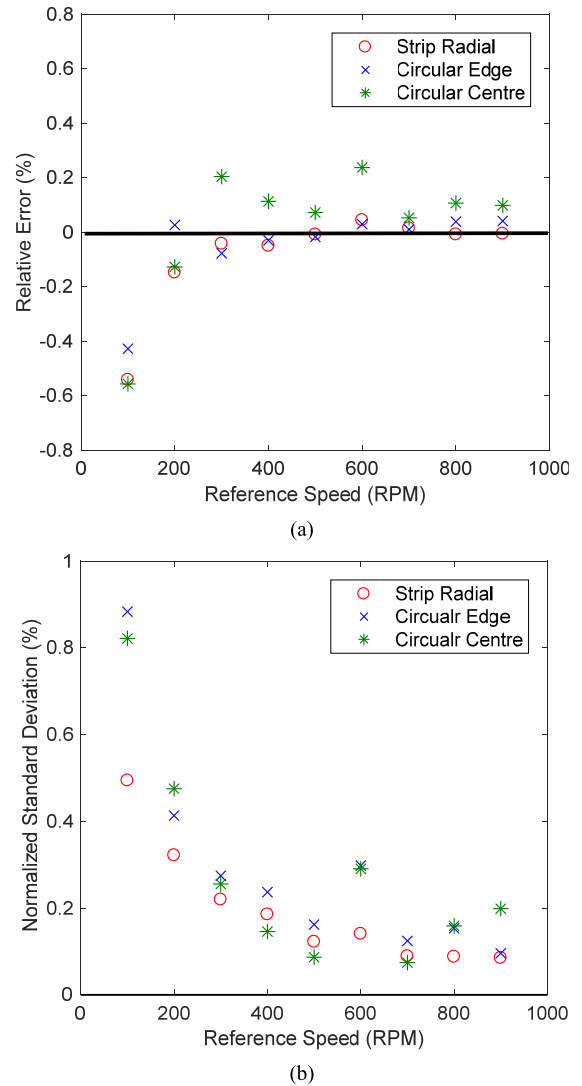 0.8
0.6
0.4
0.2
0
-0.2
-0.4
-0.6
-0.8
Relative Error (%)
Strip Radial
Circular Edge
Circular Centre
0 200 400 600 800 1000
Reference Speed (RPM)
(a)
1
0.8
0.6
0.4
0.2
0
Normalized Standard Deviation (%)
Strip Radial
Circualr Edge
Circualr Centre
0 200 400 600 800 1000
Reference Speed (RPM)
(b)